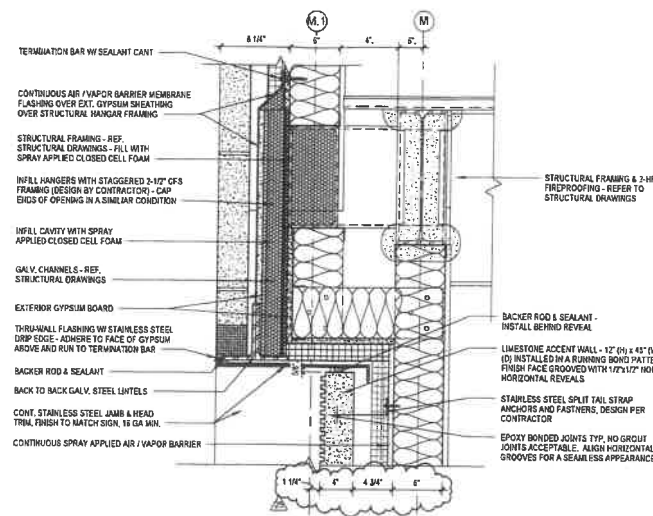 M.1
M
8 1/4"
6"
4"
6"
TERMINATION BAR W/ SEALANT CANT
CONTINUOUS AIR / VAPOR BARRIER MEMBRANE
FLASHING OVER EXT. GYPSUM SHEATHING
OVER STRUCTURAL HANGAR FRAMING
STRUCTURAL FRAMING - REF.
STRUCTURAL DRAWINGS - FILL WITH
SPRAY APPLIED CLOSED CELL FOAM
INFILL HANGERS WITH STAGGERED 2-1/2" CFS
FRAMING (DESIGN BY CONTRACTOR) - CAP
ENDS OF OPENING IN A SIMILIAR CONDITION
INFILL CAVITY WITH SPRAY
APPLIED CLOSED CELL FOAM
GALV. CHANNELS - REF.
STRUCTURAL DRAWINGS
EXTERIOR GYPSUM BOARD
THRU-WALL FLASHING WITH STAINLESS STEEL
DRIP EDGE - ADHERE TO FACE OF GYPSUM
ABOVE AND RUN TO TERMINATION BAR
BACKER ROD & SEALANT
BACK TO BACK GALV. STEEL LINTELS
CONT. STAINLESS STEEL JAMB & HEAD
TRIM, FINISH TO MATCH SIGN, 16 GA MIN.
CONTINUOUS SPRAY APPLIED AIR / VAPOR BARRIER
STRUCTURAL FRAMING & 2-H
FIREPROOFING - REFER TO
STRUCTURAL DRAWINGS
BACKER ROD & SEALANT -
INSTALL BEHIND REVEAL
LIMESTONE ACCENT WALL - 12" (H) x 48" (W
(D) INSTALLED IN A RUNNING BOND PATTE
FINISH FACE GROOVED WITH 1/2"x1/2" NOM
HORIZONTAL REVEALS
STAINLESS STEEL SPLIT TAIL STRAP
ANCHORS AND FASTNERS, DESIGN PER
CONTRACTOR
EPOXY BONDED JOINTS TYP, NO GROUT
JOINTS ACCEPTABLE. ALIGN HORIZONTAL
GROOVES FOR A SEAMLESS APPEARANCE
1 1/4"
4"
4 3/4"
6"